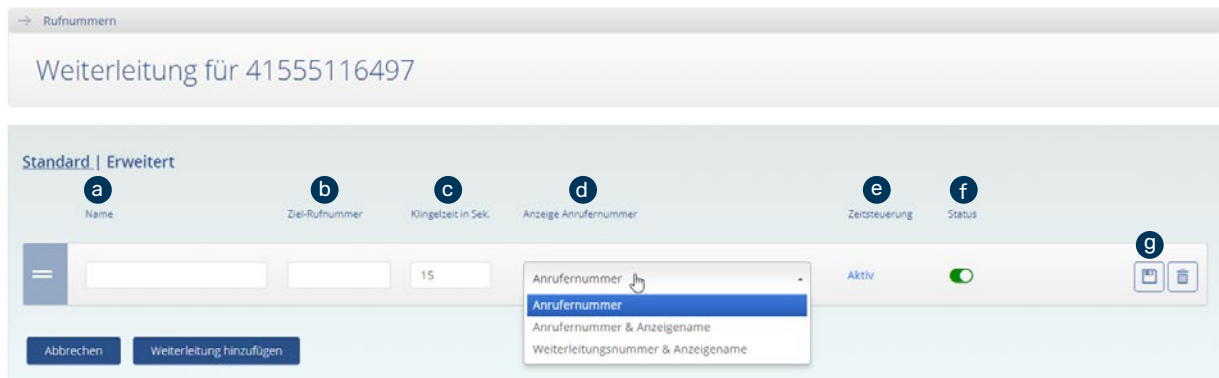 Rufnummern
Weiterleitung für 41555116497
Standard | Erweitert
a b c d e f
Name Ziel-Rufnummer Klingelzeit in Sek. Anzeige Anrufernummer Zeitsteuerung Status
g
15 Anrufernummer Aktiv
Anrufernummer
Anrufernummer & Anzeigename
Weiterleitungsnummer & Anzeigename
Abbrechen Weiterleitung hinzufügen